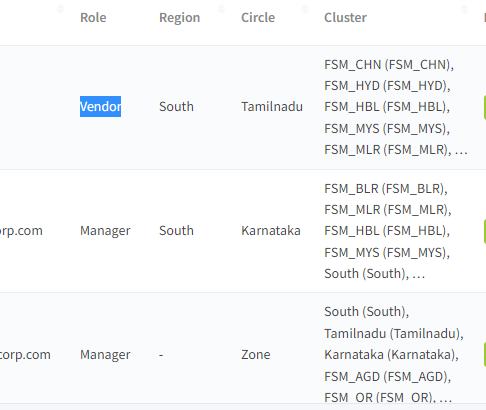 Role Region Circle Cluster
FSM_CHN (FSM_CHN),
FSM_HYD (FSM_HYD),
Vendor South Tamilnadu FSM_HBL (FSM_HBL),
FSM_MYS (FSM_MYS),
FSM_MLR (FSM_MLR), ...
FSM_BLR (FSM_BLR),
FSM_MLR (FSM_MLR),
orp.com Manager South Karnataka FSM_HBL (FSM_HBL),
FSM_MYS (FSM_MYS),
South (South), ...
South (South),
Tamilnadu (Tamilnadu),
corp.com Manager - Zone Karnataka (Karnataka),
FSM_AGD (FSM_AGD),
FSM_OR (FSM_OR), ...